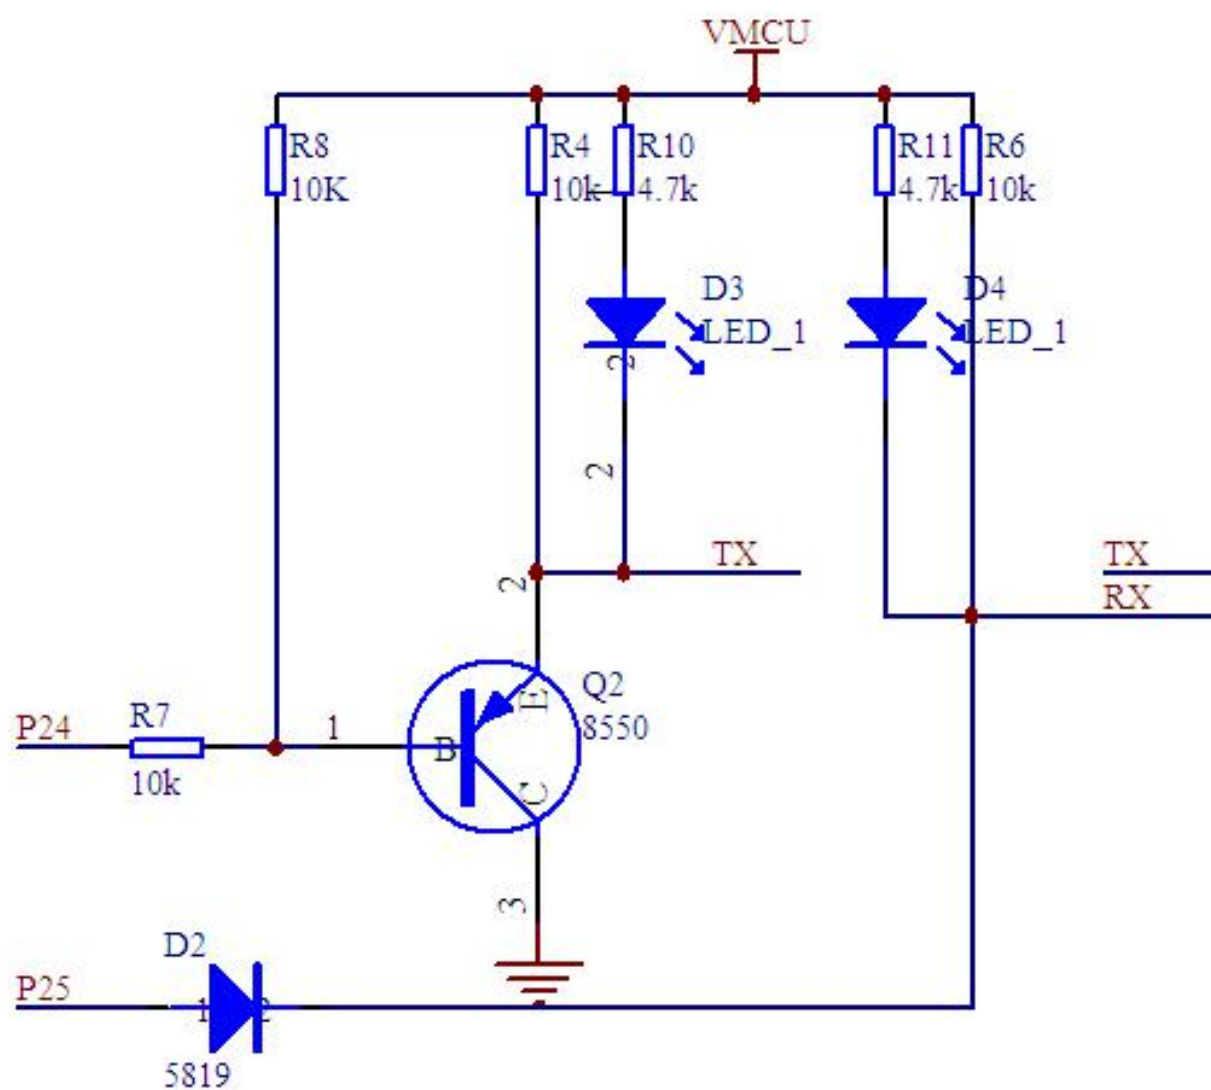 VMCU
R8
10K
R4
10k
1
R10
4.7k
R11
4.7k
R6
10k
D3
LED_1
2
D4
LED_1
2
TX
TX
RX
2
E
Q2
8550
P24
R7
10k
1
B
C
3
D2
P25
1
2
5819